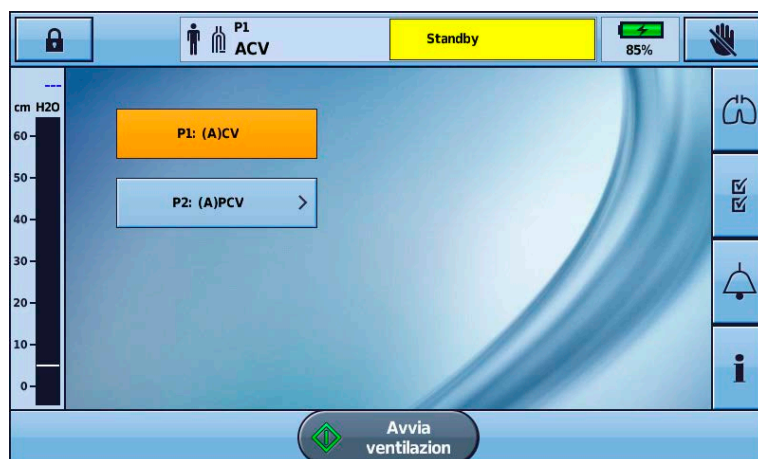 P1
ACV
Standby
85%
---
cm H2O
60
50
40
30
20
10
0
P1: (A)CV
P2: (A)PCV
Avvia
ventilazion